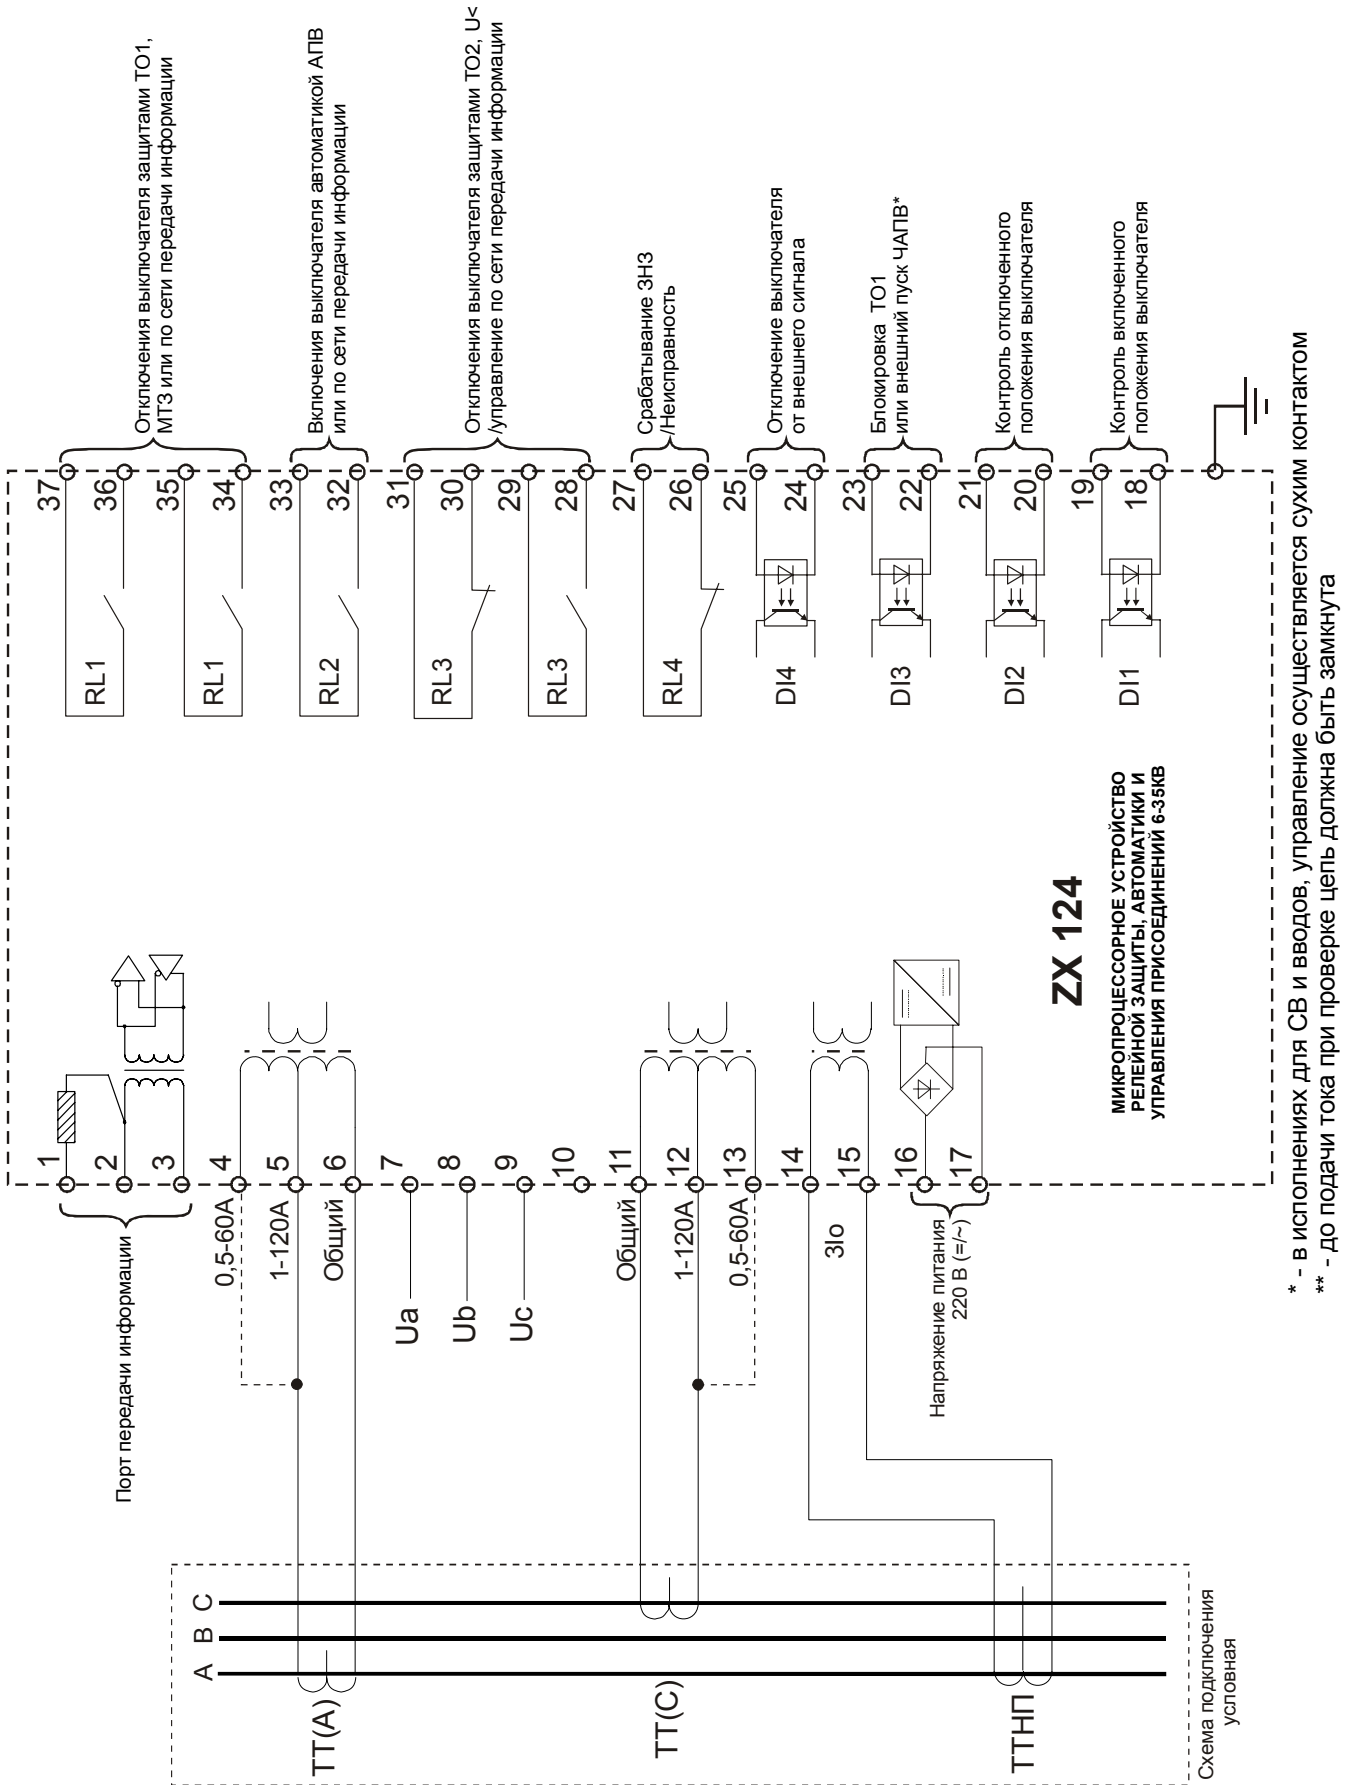 Схема подключения
условная
A
B
C
ТТ(А)
ТТ(С)
ТТНП
Порт передачи информации
0,5-60А
1-120А
Общий
Ua
Ub
Uc
Общий
1-120А
0,5-60А
3Io
Напряжение питания
220 В (=/~)
1
2
3
4
5
6
7
8
9
10
11
12
13
14
15
16
17
ZX 124
МИКРОПРОЦЕССОРНОЕ УСТРОЙСТВО
РЕЛЕЙНОЙ ЗАЩИТЫ, АВТОМАТИКИ И
УПРАВЛЕНИЯ ПРИСОЕДИНЕНИЙ 6-35КВ
RL1
RL1
RL2
RL3
RL3
RL4
DI4
DI3
DI2
DI1
37
36
35
34
33
32
31
30
29
28
27
26
25
24
23
22
21
20
19
18
Отключения выключателя защитами ТО1,
МТЗ или по сети передачи информации
Включения выключателя автоматикой АПВ
или по сети передачи информации
Отключения выключателя защитами ТО2, U<
/управление по сети передачи информации
Срабатывание ЗНЗ
/Неисправность
Отключение выключателя
от внешнего сигнала
Блокировка ТО1
или внешний пуск ЧАПВ*
Контроль отключенного
положения выключателя
Контроль включенного
положения выключателя
* - в исполнениях для СВ и вводов, управление осуществляется сухим контактом
** - до подачи тока при проверке цепь должна быть замкнута